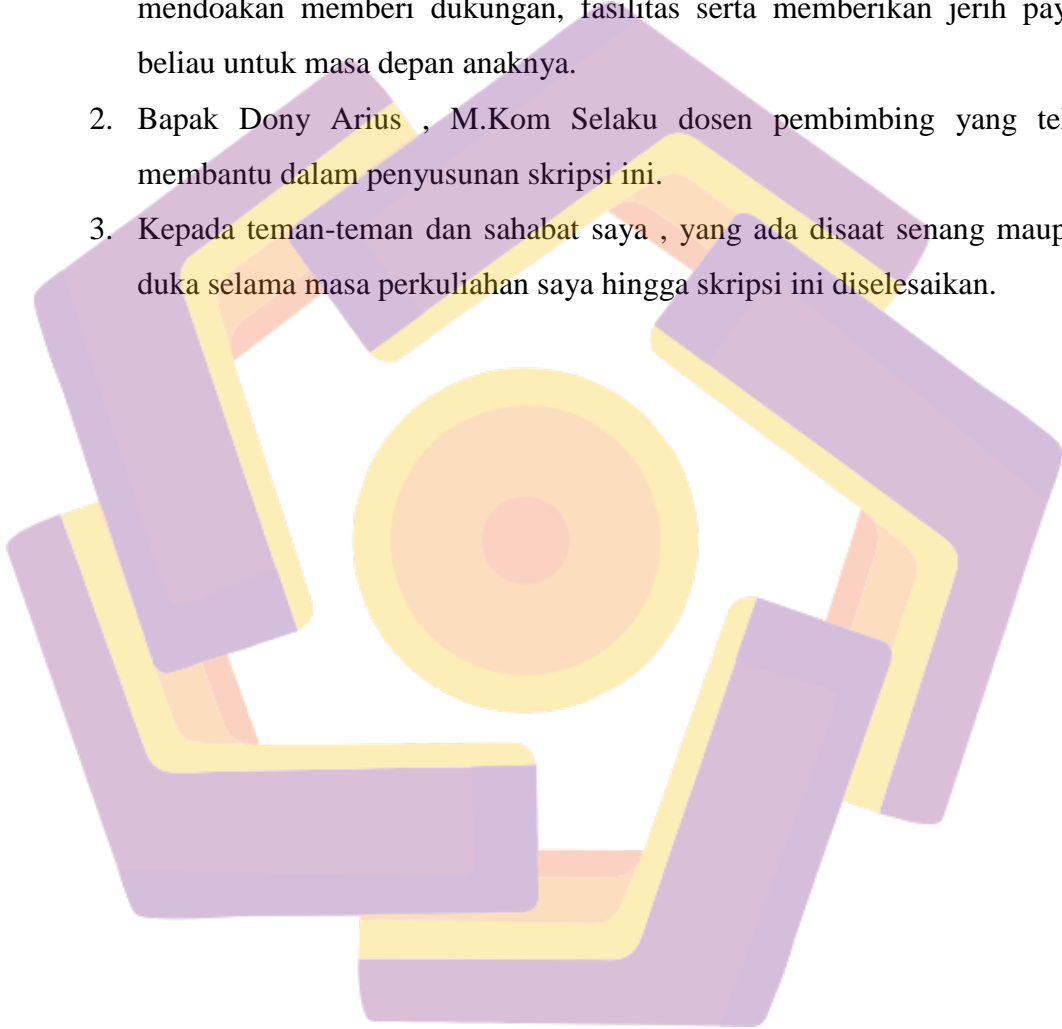 mendoakan memberi dukungan, fasilitas serta memberikan jerih
beliau untuk masa depan anaknya.
2. Bapak Dony Arius , M.Kom Selaku dosen pembimbing yang
membantu dalam penyusunan skripsi ini.
3. Kepada teman-teman dan sahabat saya , yang ada disaat senang
duka selama masa perkuliahan saya hingga skripsi ini diselesaikan.